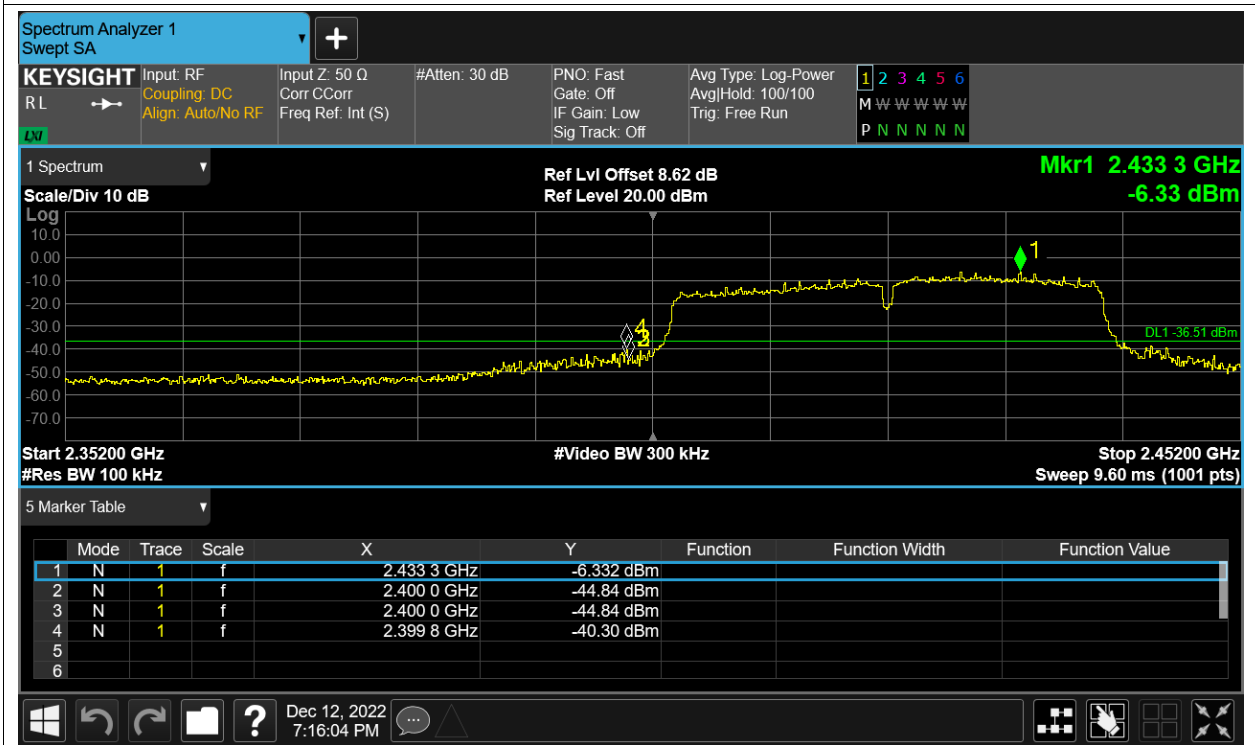 Spectrum Analyzer 1
Swept SA
+
KEYSIGHT Input: RF Input Z: 50 Ω #Atten: 30 dB PNO: Fast Avg Type: Log-Power 1 2 3 4 5 6
R L Coupling: DC Corr CCorr Gate: Off Avg|Hold: 100/100 M W W W W W
Align: Auto/No RF Freq Ref: Int (S) IF Gain: Low Trig: Free Run
LXI Sig Track: Off P N N N N N
1 Spectrum Ref Lvl Offset 8.62 dB Mkr1 2.433 3 GHz
Scale/Div 10 dB Ref Level 20.00 dBm -6.33 dBm
Log
10.0
0.00 1
-10.0
-20.0
-30.0 4 DL1 -36.51 dBm
-40.0
-50.0
-60.0
-70.0
Start 2.35200 GHz #Video BW 300 kHz Stop 2.45200 GHz
#Res BW 100 kHz Sweep 9.60 ms (1001 pts)
5 Marker Table
Mode Trace Scale X Y Function Function Width Function Value
1 N 1 f 2.433 3 GHz -6.332 dBm
2 N 1 f 2.400 0 GHz -44.84 dBm
3 N 1 f 2.400 0 GHz -44.84 dBm
4 N 1 f 2.399 8 GHz -40.30 dBm
5
6
? Dec 12, 2022
7:16:04 PM